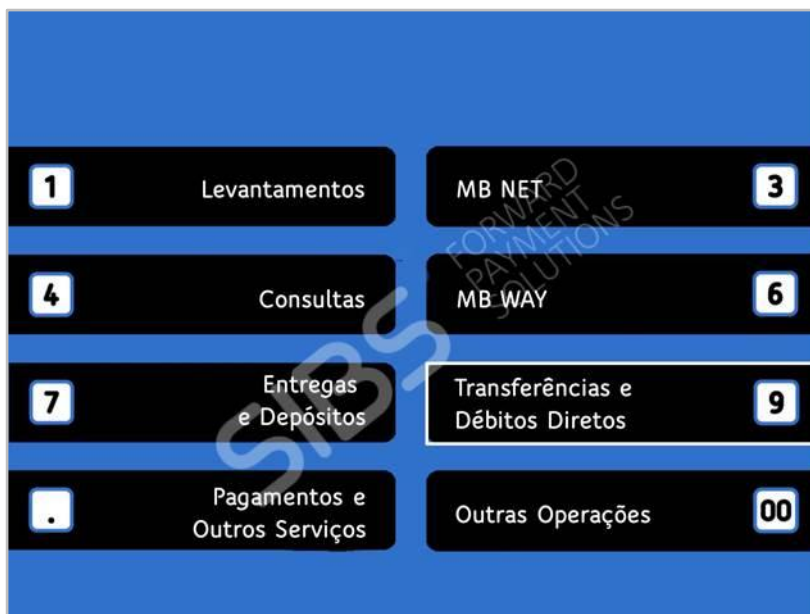 1 Levantamentos
MB NET 3
4 Consultas
MB WAY 6
7 Entregas
e Depósitos
Transferências e
Débitos Diretos 9
. Pagamentos e
Outros Serviços
Outras Operações 00
SIBS
FORWARD
PAYMENT
SOLUTIONS